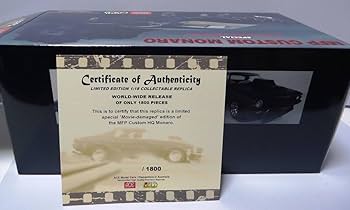 SPECIAL
MFP CUSTOM MONARO
Certificate of Authenticity
LIMITED EDITION 1/18 COLLECTABLE REPLICA
WORLD-WIDE RELEASE
OF ONLY 1800 PIECES
This is to certify that this replica is a limited
special 'Movie-damaged' edition of
the MFP Custom HQ Monaro.
/1800